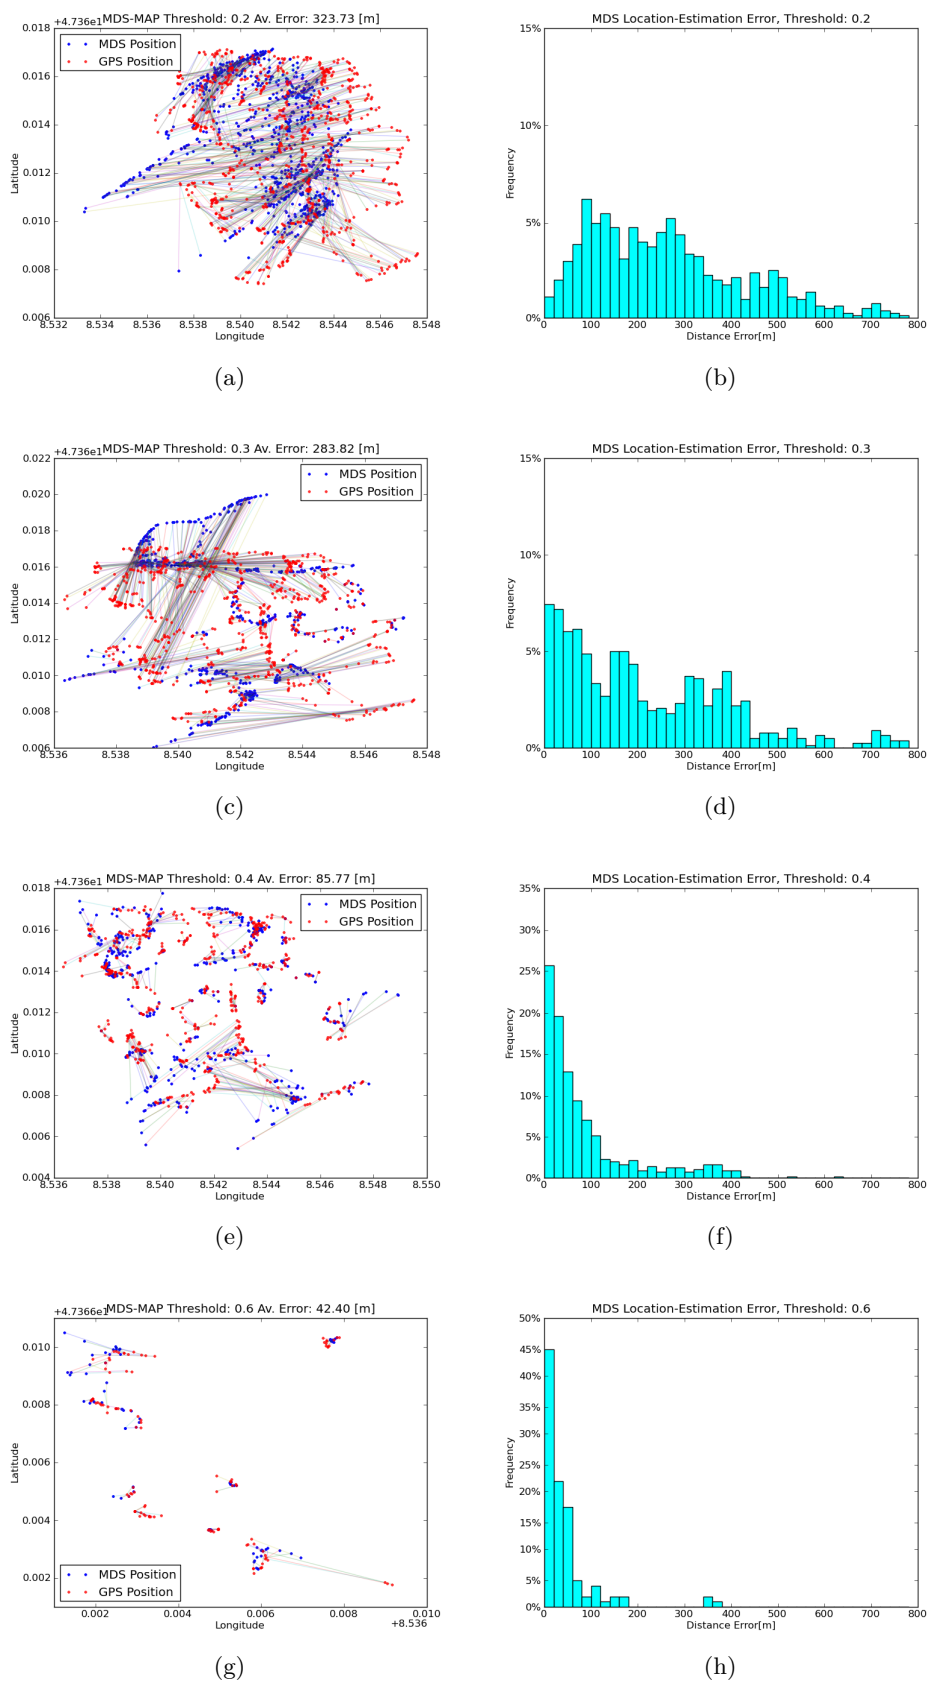 MDS-MAP Threshold: 0.2 Av. Error: 323.73 [m]
+4.736e1
0.018
0.016
0.014
0.012
0.010
0.008
0.006
Latitude
MDS Position
GPS Position
8.532 8.534 8.536 8.538 8.540 8.542 8.544 8.546 8.548
Longitude
(a)
MDS Location-Estimation Error, Threshold: 0.2
15%
10%
5%
0%
Frequency
0 100 200 300 400 500 600 700 800
Distance Error[m]
(b)
MDS-MAP Threshold: 0.3 Av. Error: 283.82 [m]
+4.736e1
0.022
0.020
0.018
0.016
0.014
0.012
0.010
0.008
0.006
Latitude
MDS Position
GPS Position
8.536 8.538 8.540 8.542 8.544 8.546 8.548
Longitude
(c)
MDS Location-Estimation Error, Threshold: 0.3
15%
10%
5%
0%
Frequency
0 100 200 300 400 500 600 700 800
Distance Error[m]
(d)
MDS-MAP Threshold: 0.4 Av. Error: 85.77 [m]
+4.736e1
0.018
0.016
0.014
0.012
0.010
0.008
0.006
0.004
Latitude
MDS Position
GPS Position
8.536 8.538 8.540 8.542 8.544 8.546 8.548 8.550
Longitude
(e)
MDS Location-Estimation Error, Threshold: 0.4
35%
30%
25%
20%
15%
10%
5%
0%
Frequency
0 100 200 300 400 500 600 700 800
Distance Error[m]
(f)
MDS-MAP Threshold: 0.6 Av. Error: 42.40 [m]
+4.7366e1
0.010
0.008
0.006
0.004
0.002
Latitude
MDS Position
GPS Position
0.002 0.004 0.006 0.008 0.010
Longitude
+8.536
(g)
MDS Location-Estimation Error, Threshold: 0.6
50%
45%
40%
35%
30%
25%
20%
15%
10%
5%
0%
Frequency
0 100 200 300 400 500 600 700 800
Distance Error[m]
(h)